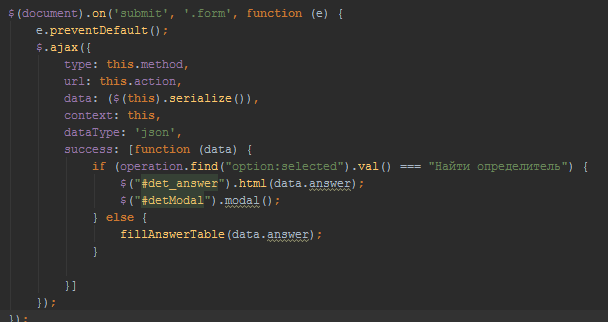 $(document).on('submit', '.form', function (e) {
    e.preventDefault();
    $.ajax({
        type: this.method,
        url: this.action,
        data: ($(this).serialize()),
        context: this,
        dataType: 'json',
        success: [function (data) {
            if (operation.find("option:selected").val() === "Найти определитель") {
                $("#det_answer").html(data.answer);
                $("#detModal").modal();
            } else {
                fillAnswerTable(data.answer);
            }
        }]
    });
});